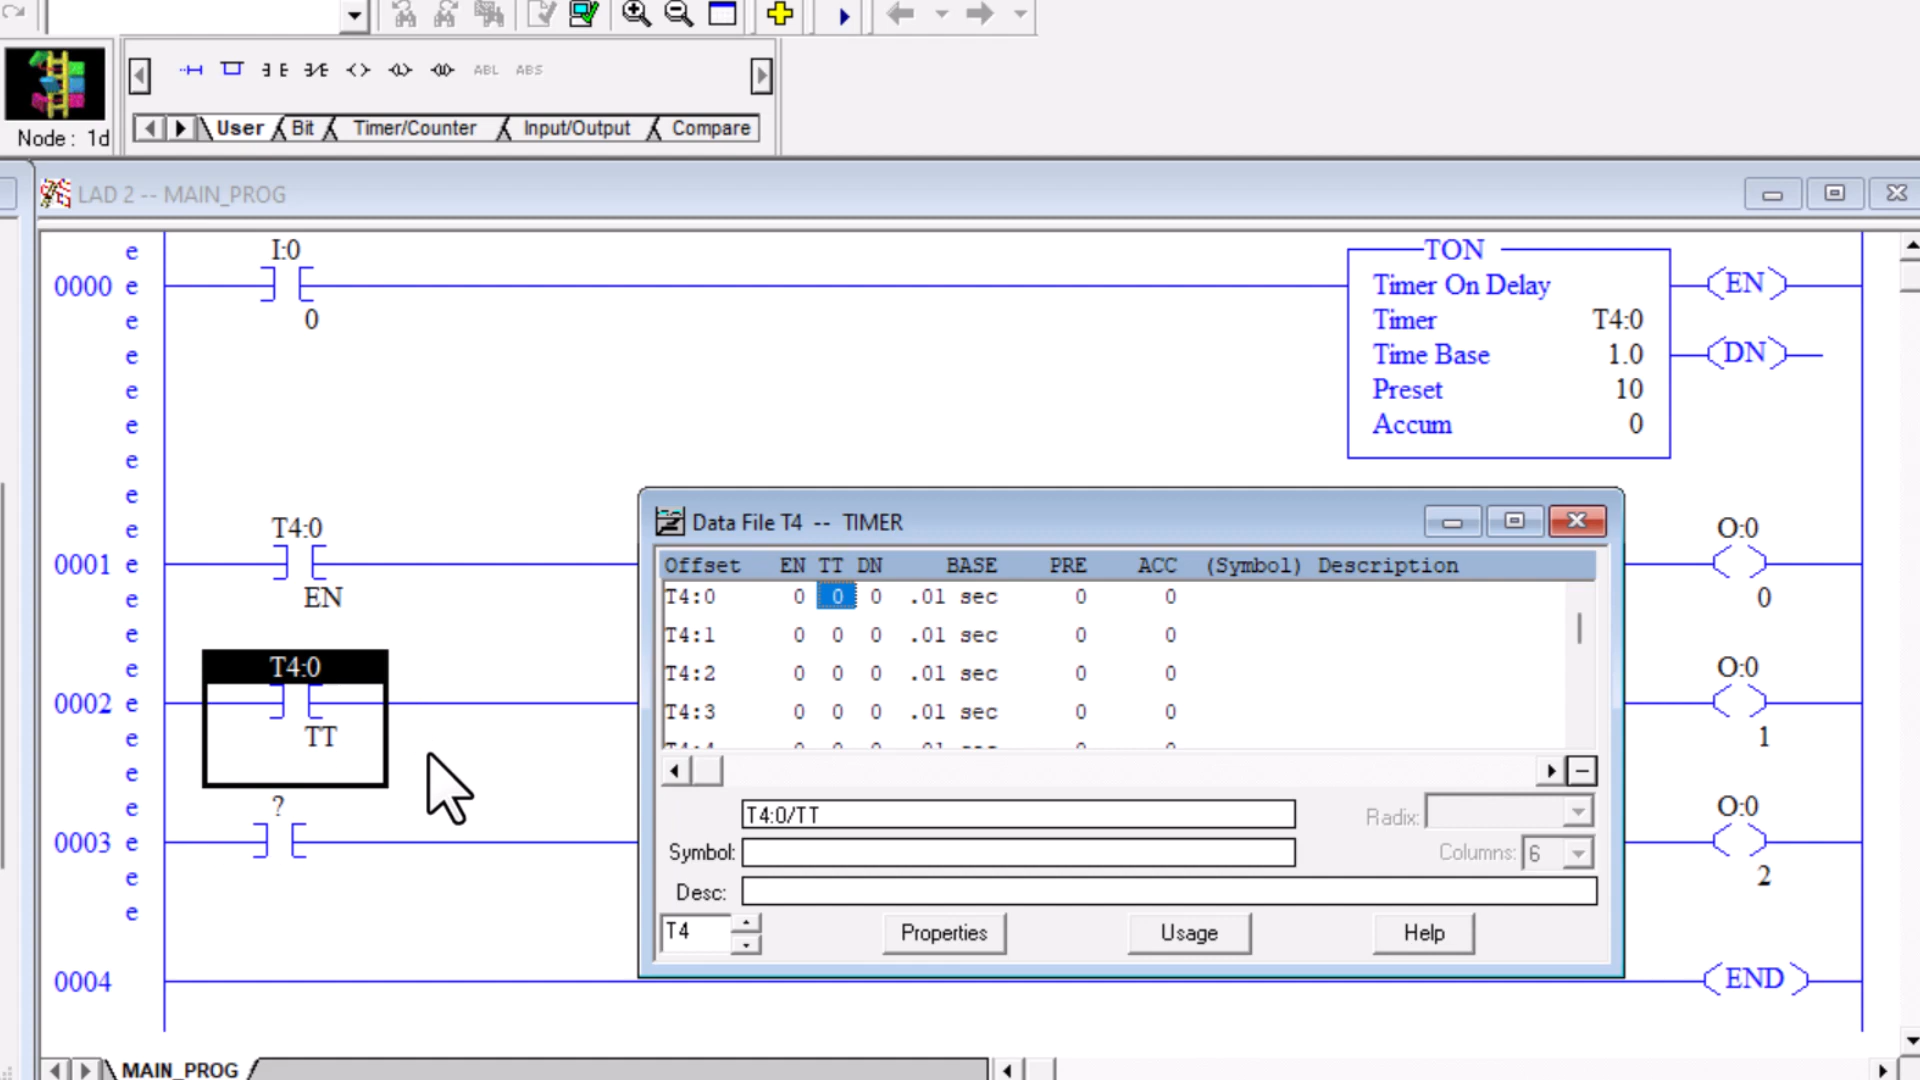 ABL ABS
Node : 1d
User Bit Timer/Counter Input/Output Compare
LAD 2 -- MAIN_PROG
e
0000 e
e
e
e
e
e
e
I:0
0
TON
Timer On Delay
Timer T4:0
Time Base 1.0
Preset 10
Accum 0
EN
DN
e
0001 e
e
e
T4:0
EN
O:0
0
e
0002 e
e
e
T4:0
TT
O:0
1
e
0003 e
e
e
?
O:0
2
0004
END
Data File T4 -- TIMER
Offset EN TT DN BASE PRE ACC (Symbol) Description
T4:0 0 0 0 .01 sec 0 0
T4:1 0 0 0 .01 sec 0 0
T4:2 0 0 0 .01 sec 0 0
T4:3 0 0 0 .01 sec 0 0
T4:0/TT
Radix:
Symbol:
Columns: 6
Desc:
T4
Properties Usage Help
MAIN_PROG